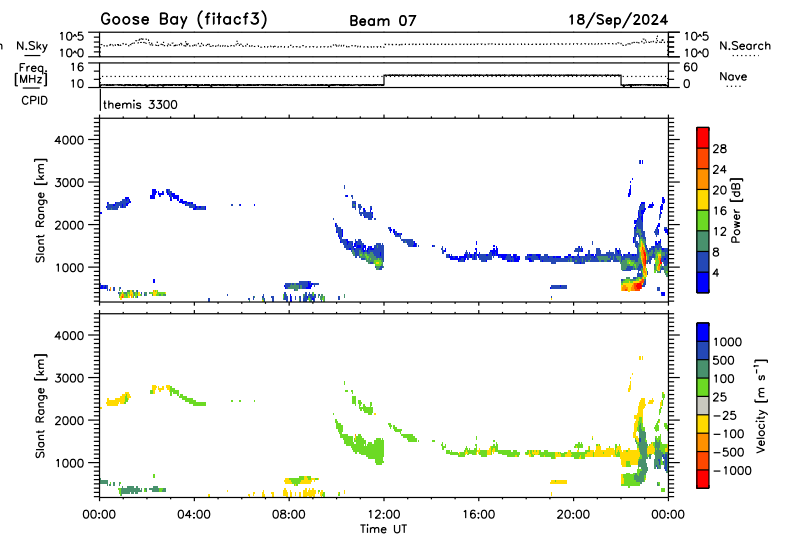 Goose Bay (fitacf3) Beam 07 18/Sep/2024
N.Sky 10^5 10^0 10^5 10^0 N.Search
Freq. [MHz] 16 10 60 0 Nave
CPID themis 3300
Slant Range [km]
4000
3000
2000
1000
Power [dB]
28
24
20
16
12
8
4
Slant Range [km]
4000
3000
2000
1000
Velocity [m s⁻¹]
1000
500
100
25
−25
−100
−500
−1000
00:00 04:00 08:00 12:00 16:00 20:00 00:00
Time UT